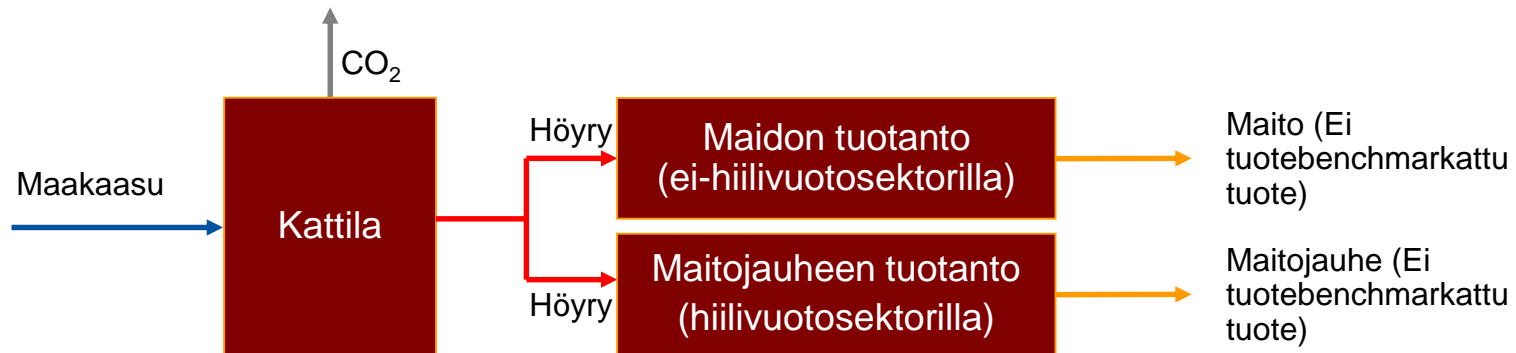 CO₂
Maakaasu
Kattila
Höyry
Maidon tuotanto
(ei-hiilivuotosektorilla)
Maito (Ei
tuotebenchmarkattu
tuote)
Höyry
Maitojauheen tuotanto
(hiilivuotosektorilla)
Maitojauhe (Ei
tuotebenchmarkattu
tuote)